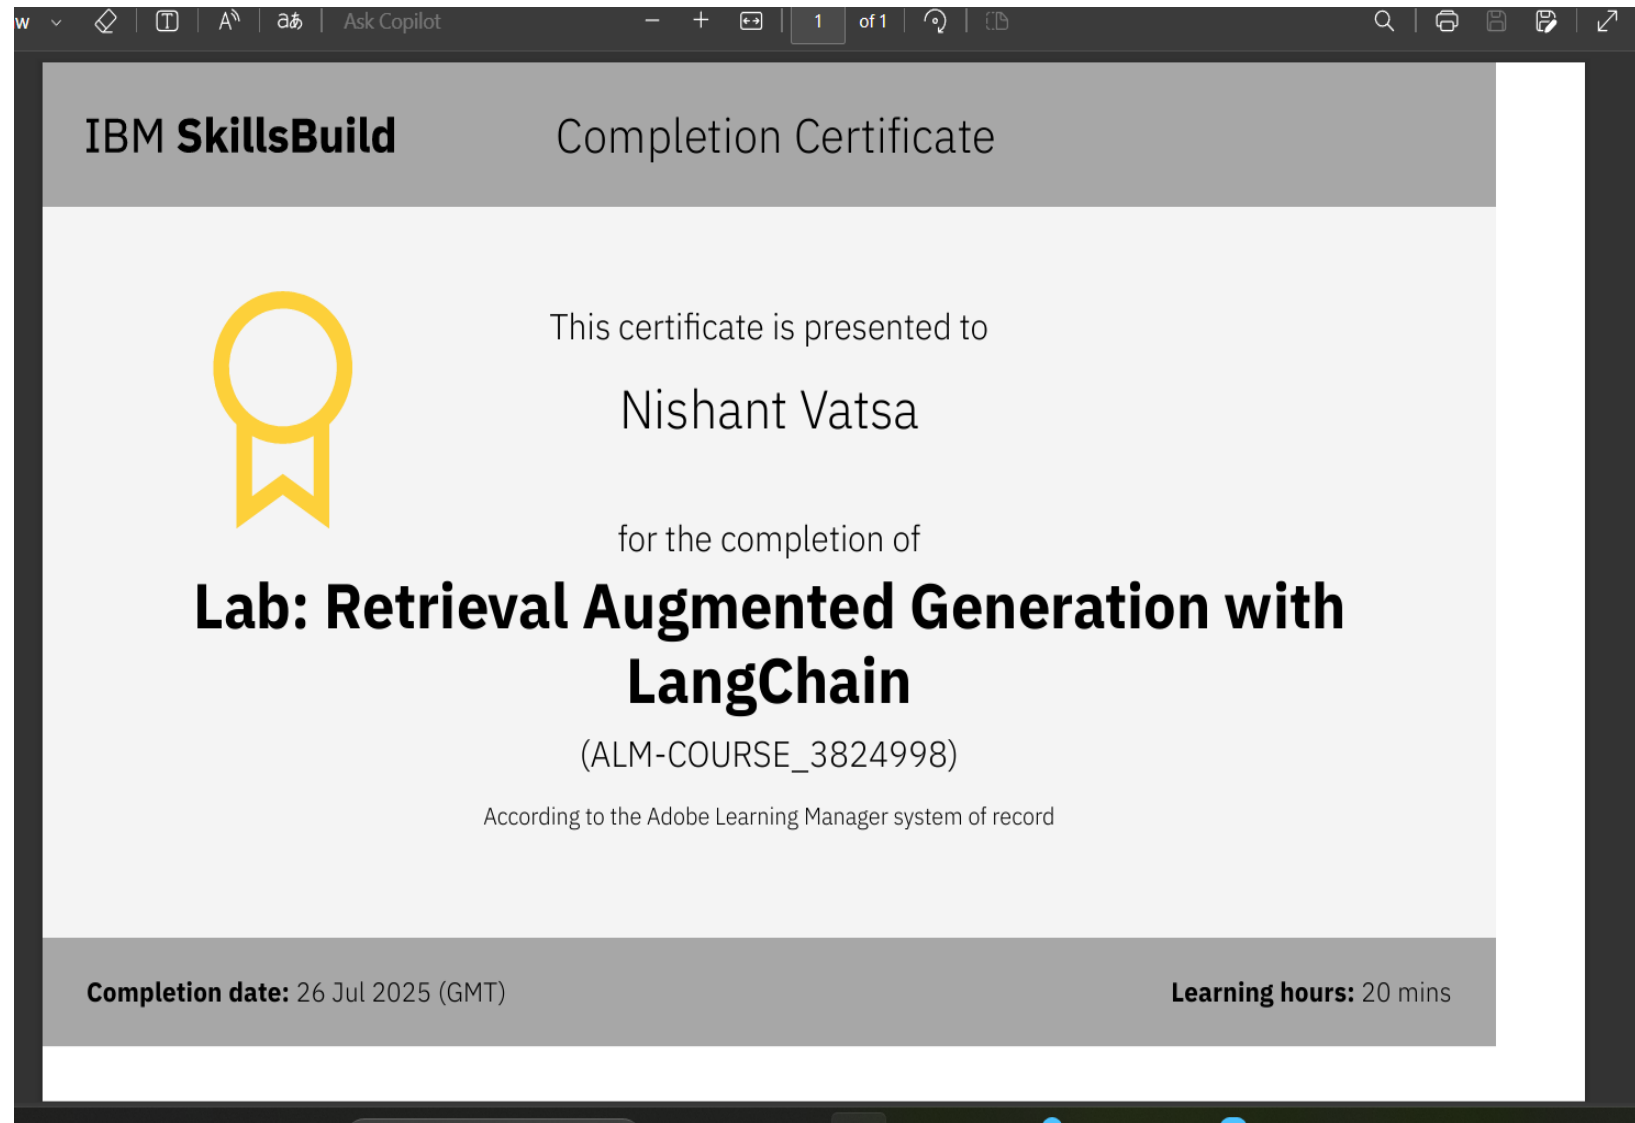 w
A
aあ
Ask Copilot
1
of 1
IBM SkillsBuild
Completion Certificate
This certificate is presented to
Nishant Vatsa
for the completion of
Lab: Retrieval Augmented Generation with
LangChain
(ALM-COURSE_3824998)
According to the Adobe Learning Manager system of record
Completion date: 26 Jul 2025 (GMT)
Learning hours: 20 mins